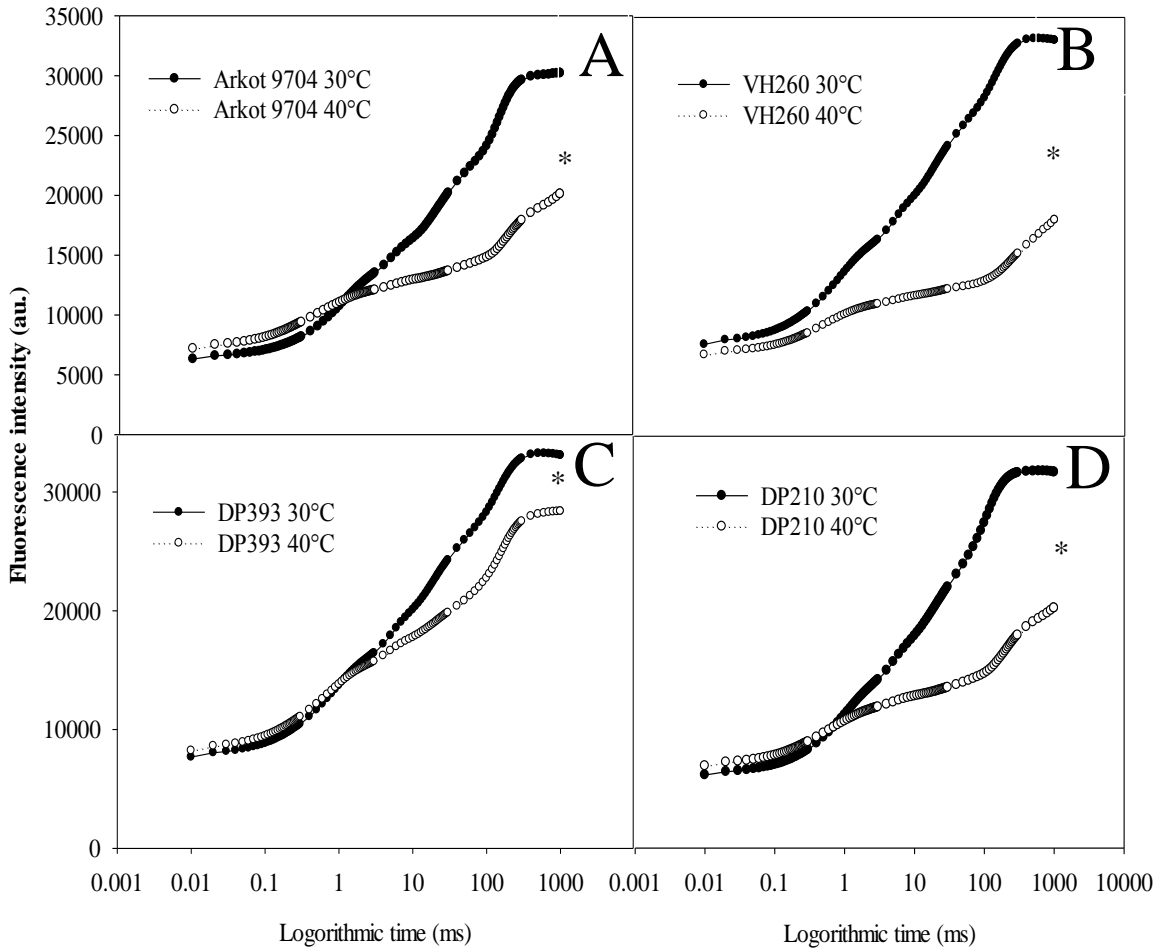 35000
30000
25000
20000
15000
10000
5000
0
A
Arkot 9704 30°C
Arkot 9704 40°C
*
B
VH260 30°C
VH260 40°C
*
Fluorescence intensity (au.)
30000
20000
10000
0
C
DP393 30°C
DP393 40°C
*
D
DP210 30°C
DP210 40°C
*
0.001 0.01 0.1 1 10 100 1000
0.001 0.01 0.1 1 10 100 1000 10000
Logorithmic time (ms)
Logorithmic time (ms)